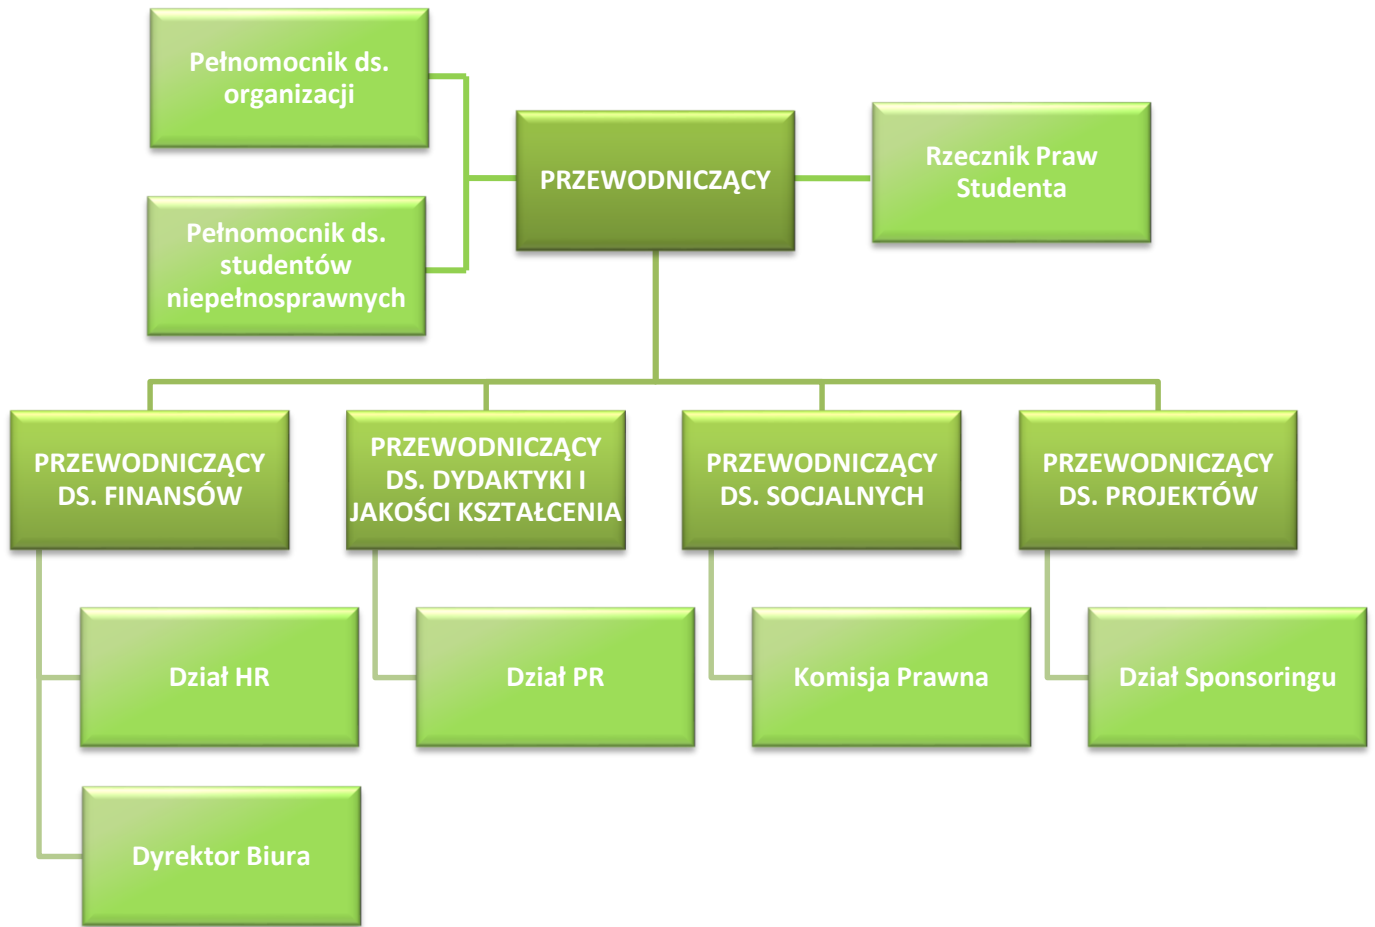 Pełnomocnik ds.
organizacji
PRZEWODNICZĄCY
Rzecznik Praw
Studenta
Pełnomocnik ds.
studentów
niepełnosprawnych
PRZEWODNICZĄCY
DS. FINANSÓW
PRZEWODNICZĄCY
DS. DYDAKTYKI I
JAKOŚCI KSZTAŁCENIA
PRZEWODNICZĄCY
DS. SOCJALNYCH
PRZEWODNICZĄCY
DS. PROJEKTÓW
Dział HR
Dział PR
Komisja Prawna
Dział Sponsoringu
Dyrektor Biura